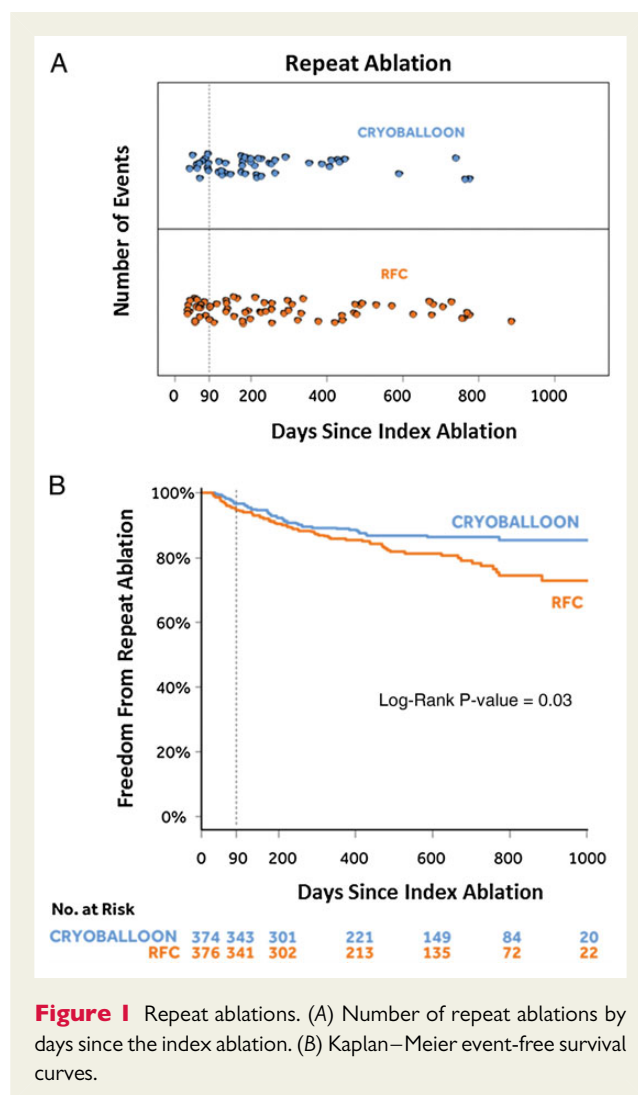 A
Repeat Ablation
Number of Events
CRYOBALLOON
RFC
0 90 200 400 600 800 1000
Days Since Index Ablation
B
Freedom From Repeat Ablation
100%
80%
60%
40%
20%
0%
CRYOBALLOON
RFC
Log-Rank P-value = 0.03
0 90 200 400 600 800 1000
Days Since Index Ablation
No. at Risk
CRYOBALLOON 374 343 301 221 149 84 20
RFC 376 341 302 213 135 72 22
Figure 1 Repeat ablations. (A) Number of repeat ablations by
days since the index ablation. (B) Kaplan–Meier event-free survival
curves.